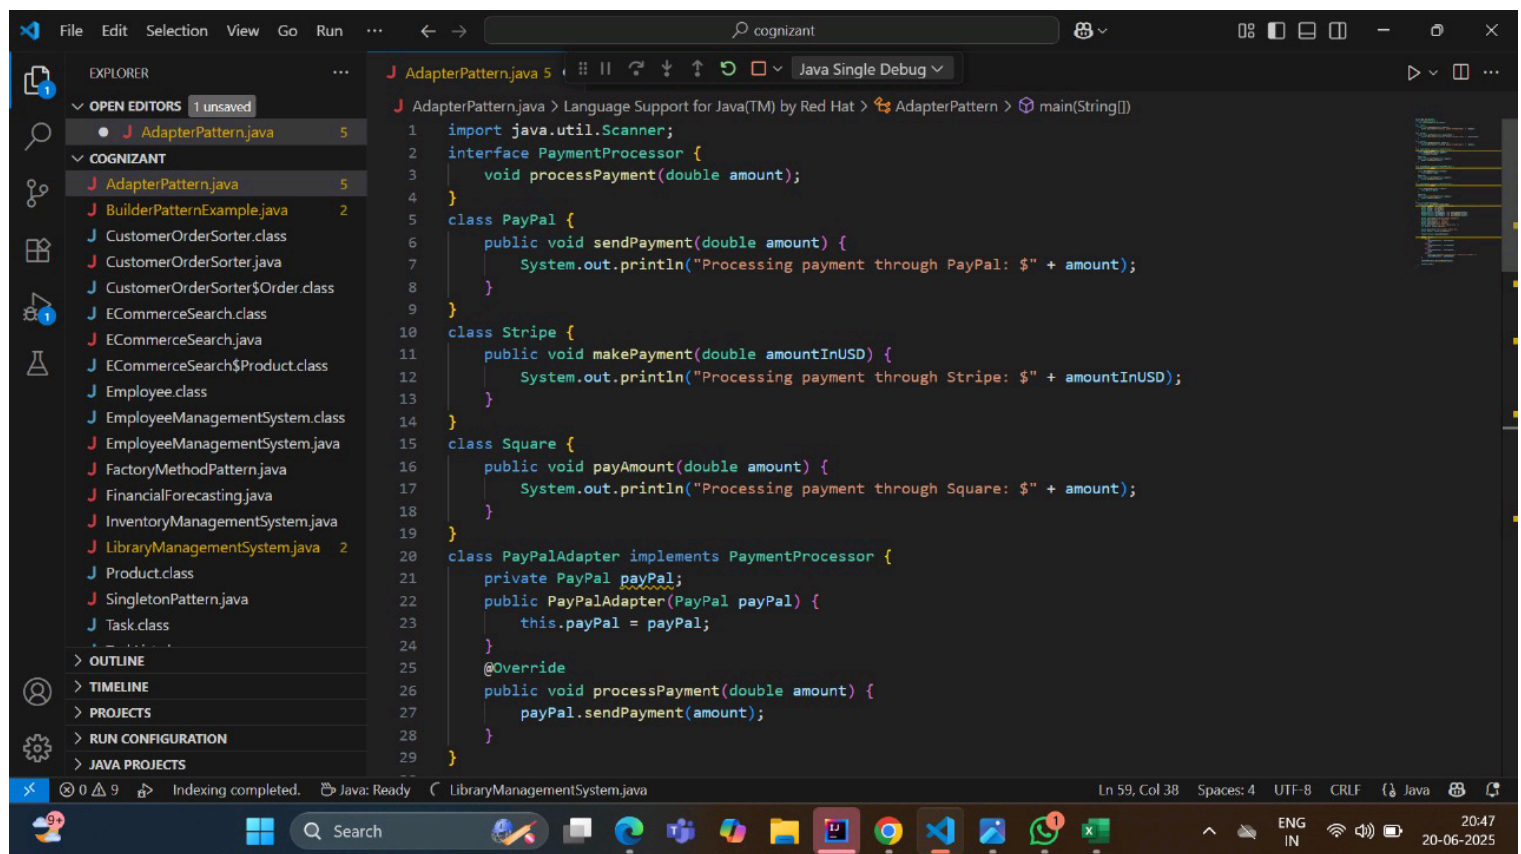 File Edit Selection View Go Run ··· cognizant
EXPLORER ··· AdapterPattern.java 5 Java Single Debug
OPEN EDITORS 1 unsaved
AdapterPattern.java 5
AdapterPattern.java > Language Support for Java(TM) by Red Hat > AdapterPattern > main(String[])
COGNIZANT
AdapterPattern.java 5
BuilderPatternExample.java 2
CustomerOrderSorter.class
CustomerOrderSorter.java
CustomerOrderSorter$Order.class
ECommerceSearch.class
ECommerceSearch.java
ECommerceSearch$Product.class
Employee.class
EmployeeManagementSystem.class
EmployeeManagementSystem.java
FactoryMethodPattern.java
FinancialForecasting.java
InventoryManagementSystem.java
LibraryManagementSystem.java 2
Product.class
SingletonPattern.java
Task.class
OUTLINE
TIMELINE
PROJECTS
RUN CONFIGURATION
JAVA PROJECTS
1 import java.util.Scanner;
2 interface PaymentProcessor {
3 void processPayment(double amount);
4 }
5 class PayPal {
6 public void sendPayment(double amount) {
7 System.out.println("Processing payment through PayPal: $" + amount);
8 }
9 }
10 class Stripe {
11 public void makePayment(double amountInUSD) {
12 System.out.println("Processing payment through Stripe: $" + amountInUSD);
13 }
14 }
15 class Square {
16 public void payAmount(double amount) {
17 System.out.println("Processing payment through Square: $" + amount);
18 }
19 }
20 class PayPalAdapter implements PaymentProcessor {
21 private PayPal payPal;
22 public PayPalAdapter(PayPal payPal) {
23 this.payPal = payPal;
24 }
25 @Override
26 public void processPayment(double amount) {
27 payPal.sendPayment(amount);
28 }
29 }
0 9 Indexing completed. Java: Ready LibraryManagementSystem.java Ln 59, Col 38 Spaces: 4 UTF-8 CRLF Java
9+ Search 1 ENG IN 20:47 20-06-2025